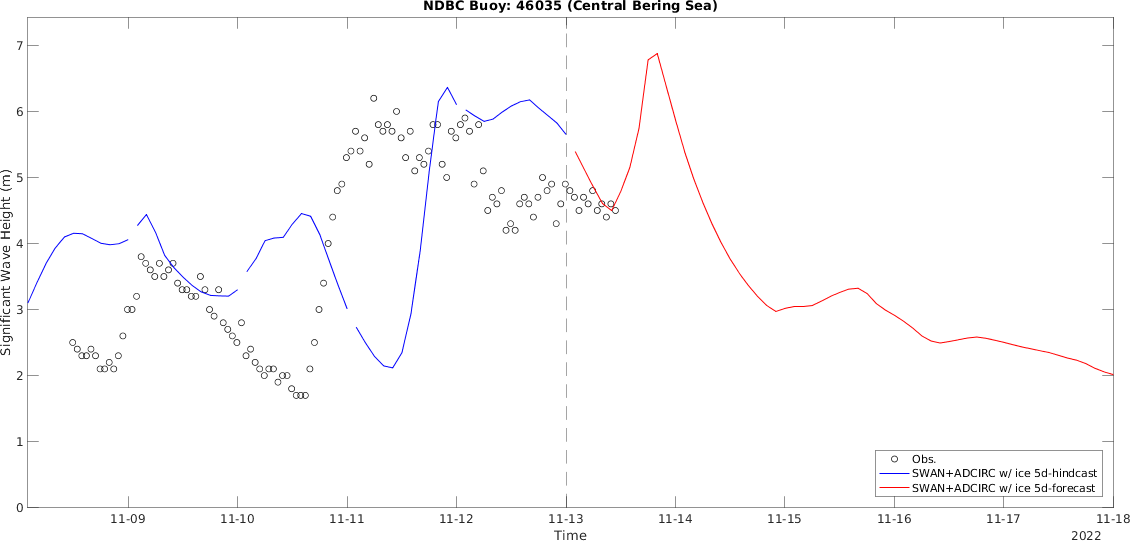 NDBC Buoy: 46035 (Central Bering Sea)
7
6
5
4
3
2
1
0
Significant Wave Height (m)
Obs.
SWAN+ADCIRC w/ ice 5d-hindcast
SWAN+ADCIRC w/ ice 5d-forecast
11-09 11-10 11-11 11-12 11-13 11-14 11-15 11-16 11-17 11-18
Time
2022